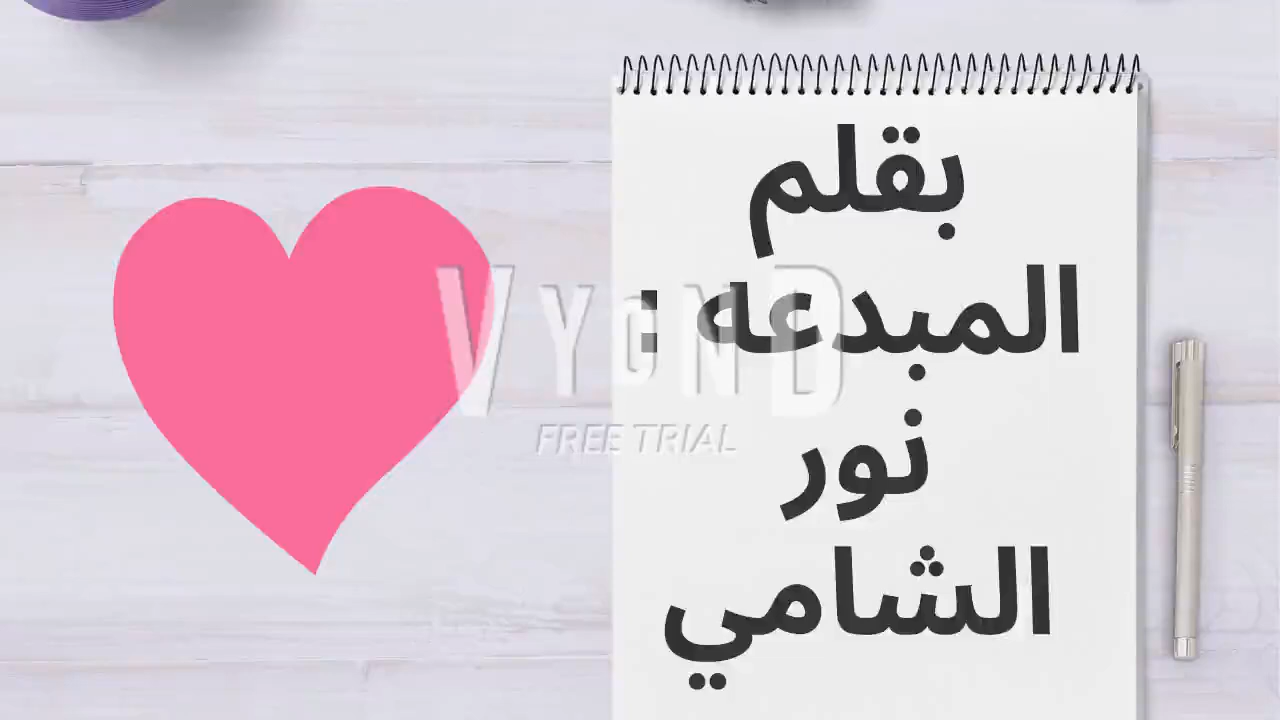 بقلم
المبدعه :
نور
الشامي
VYOND
FREE TRIAL